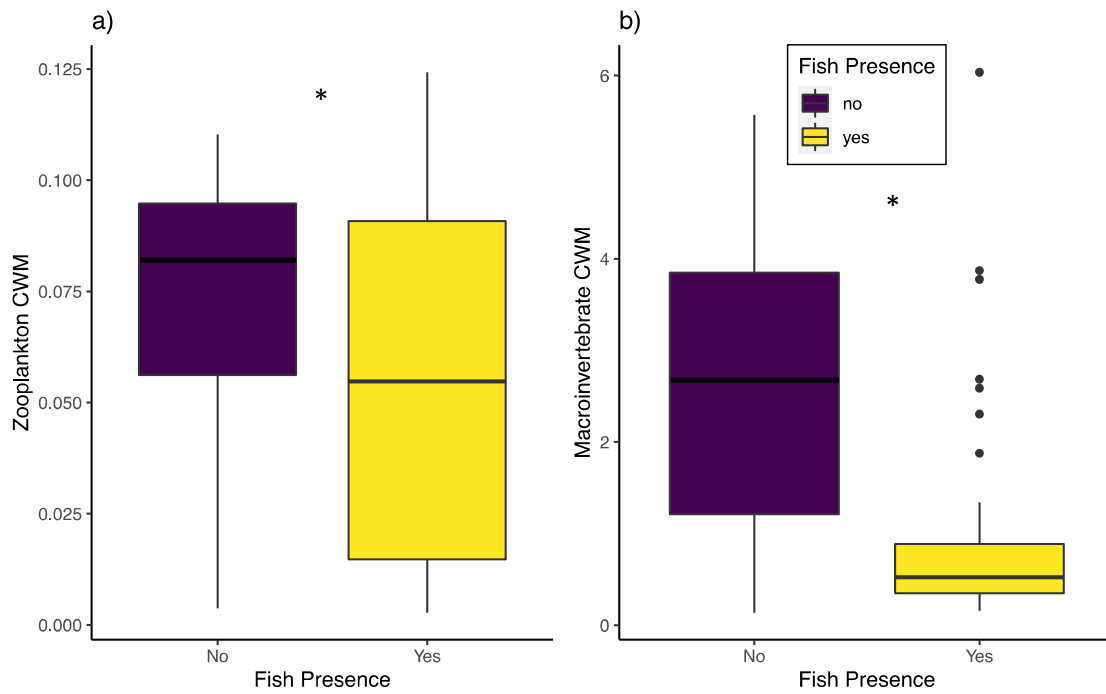 a)
0.125
0.100
0.075
0.050
0.025
0.000
Zooplankton CWM
*
No
Yes
Fish Presence
b)
6
4
2
0
Macroinvertebrate CWM
Fish Presence
no
yes
*
No
Yes
Fish Presence